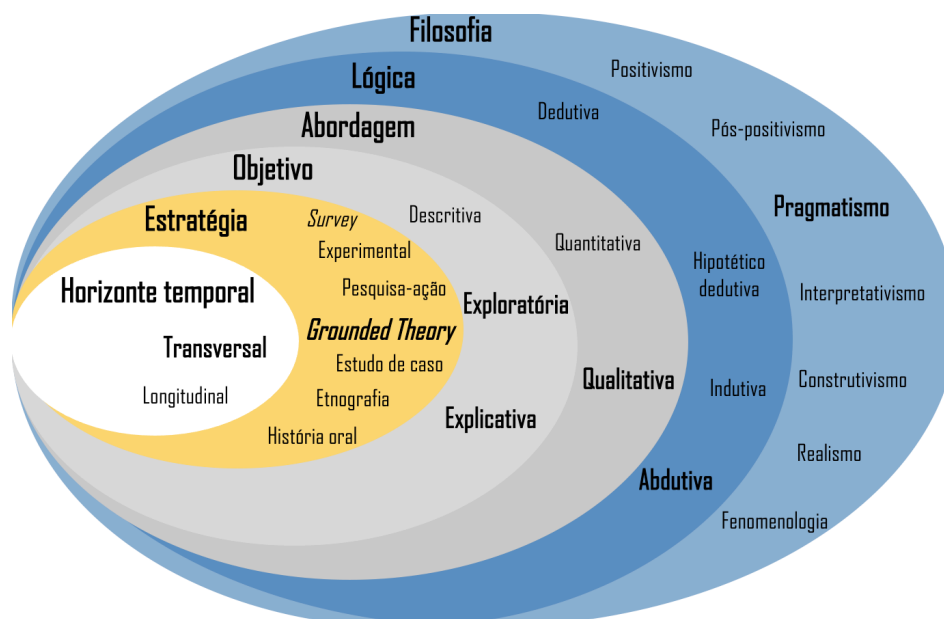 Filosofia
Positivismo
Pós-positivismo
Pragmatismo
Interpretativismo
Construtivismo
Realismo
Fenomenologia
Lógica
Dedutiva
Hipotético
dedutiva
Indutiva
Abdutiva
Abordagem
Quantitativa
Qualitativa
Objetivo
Descritiva
Exploratória
Explicativa
Estratégia
Survey
Experimental
Pesquisa-ação
Grounded Theory
Estudo de caso
Etnografia
História oral
Horizonte temporal
Transversal
Longitudinal